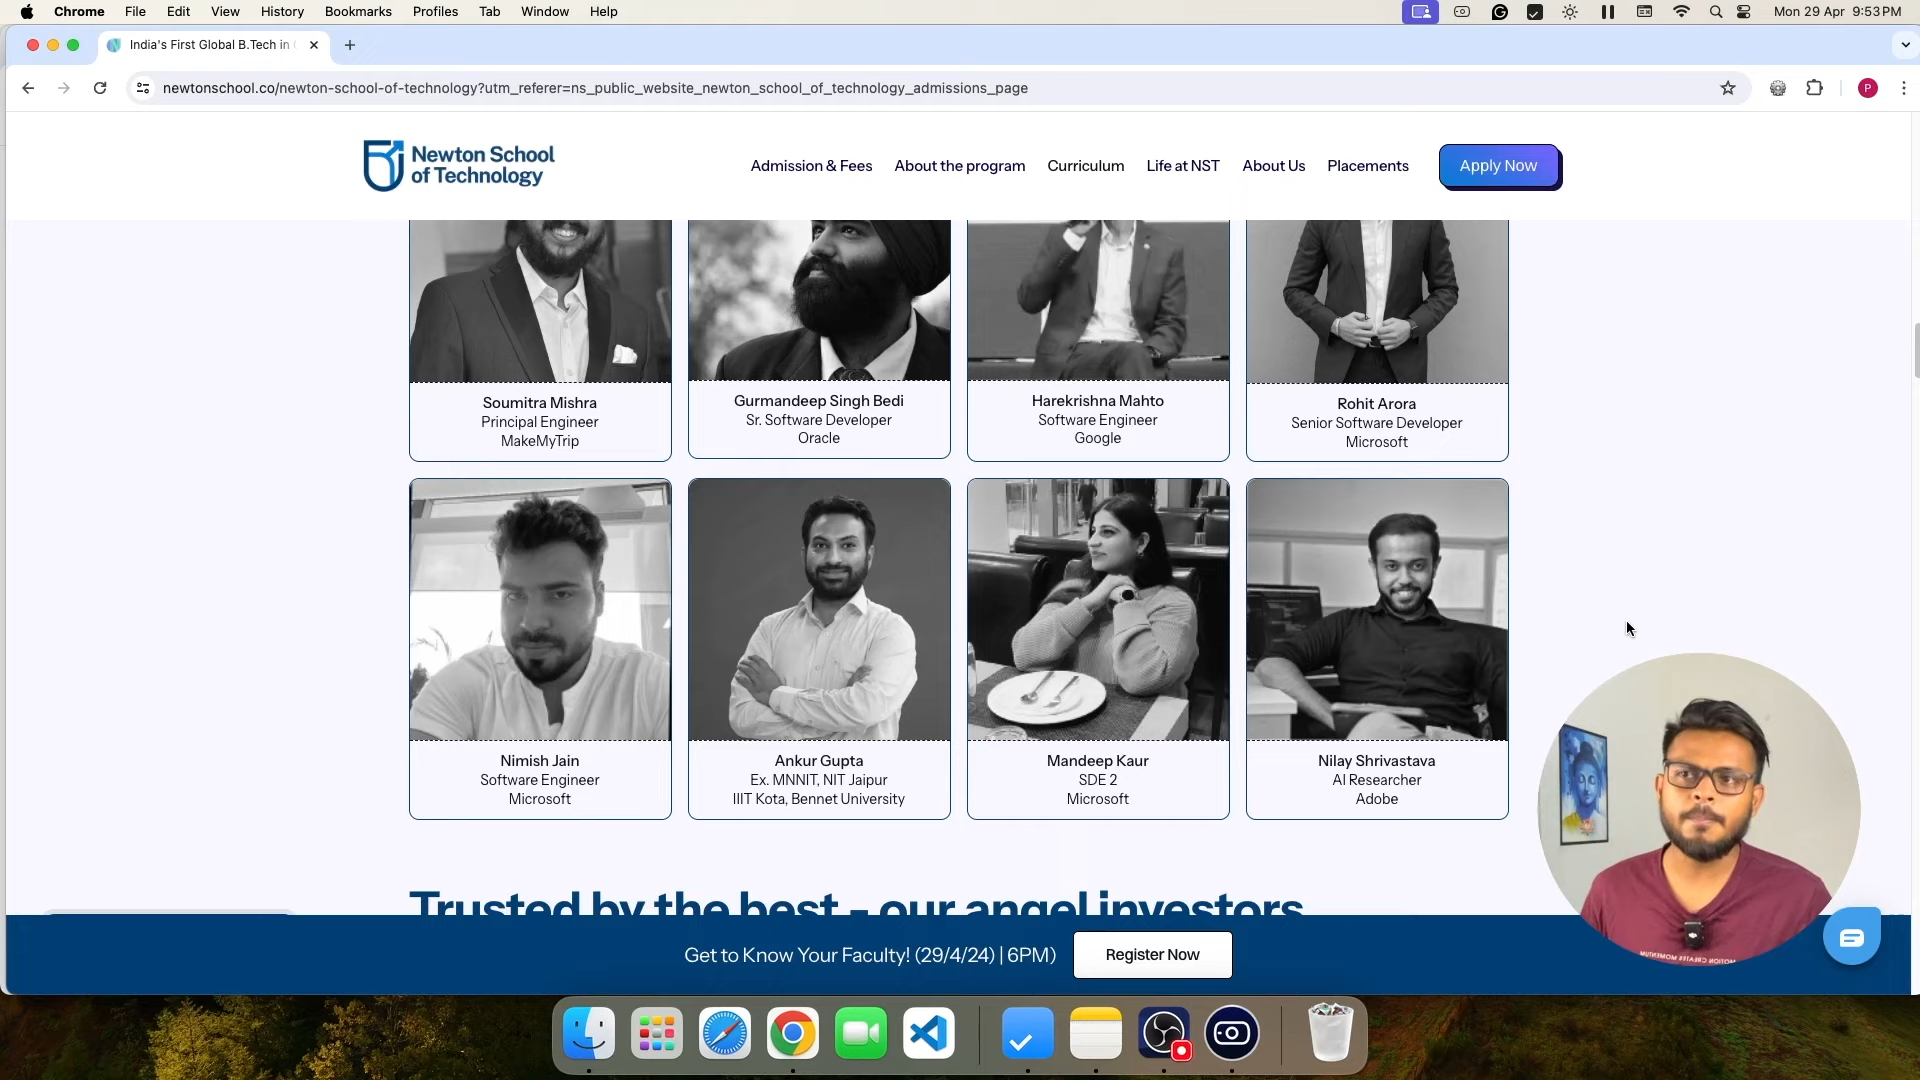 Chrome File Edit View History Bookmarks Profiles Tab Window Help
Mon 29 Apr 9:53 PM
India's First Global B.Tech in
newtonschool.co/newton-school-of-technology?utm_referer=ns_public_website_newton_school_of_technology_admissions_page
P
Newton School
of Technology
Admission & Fees About the program Curriculum Life at NST About Us Placements Apply Now
Soumitra Mishra
Principal Engineer
MakeMyTrip
Gurmandeep Singh Bedi
Sr. Software Developer
Oracle
Harekrishna Mahto
Software Engineer
Google
Rohit Arora
Senior Software Developer
Microsoft
Nimish Jain
Software Engineer
Microsoft
Ankur Gupta
Ex. MNNIT, NIT Jaipur
IIIT Kota, Bennet University
Mandeep Kaur
SDE 2
Microsoft
Nilay Shrivastava
AI Researcher
Adobe
Trusted by the best - our angel investors
Get to Know Your Faculty! (29/4/24) | 6PM) Register Now